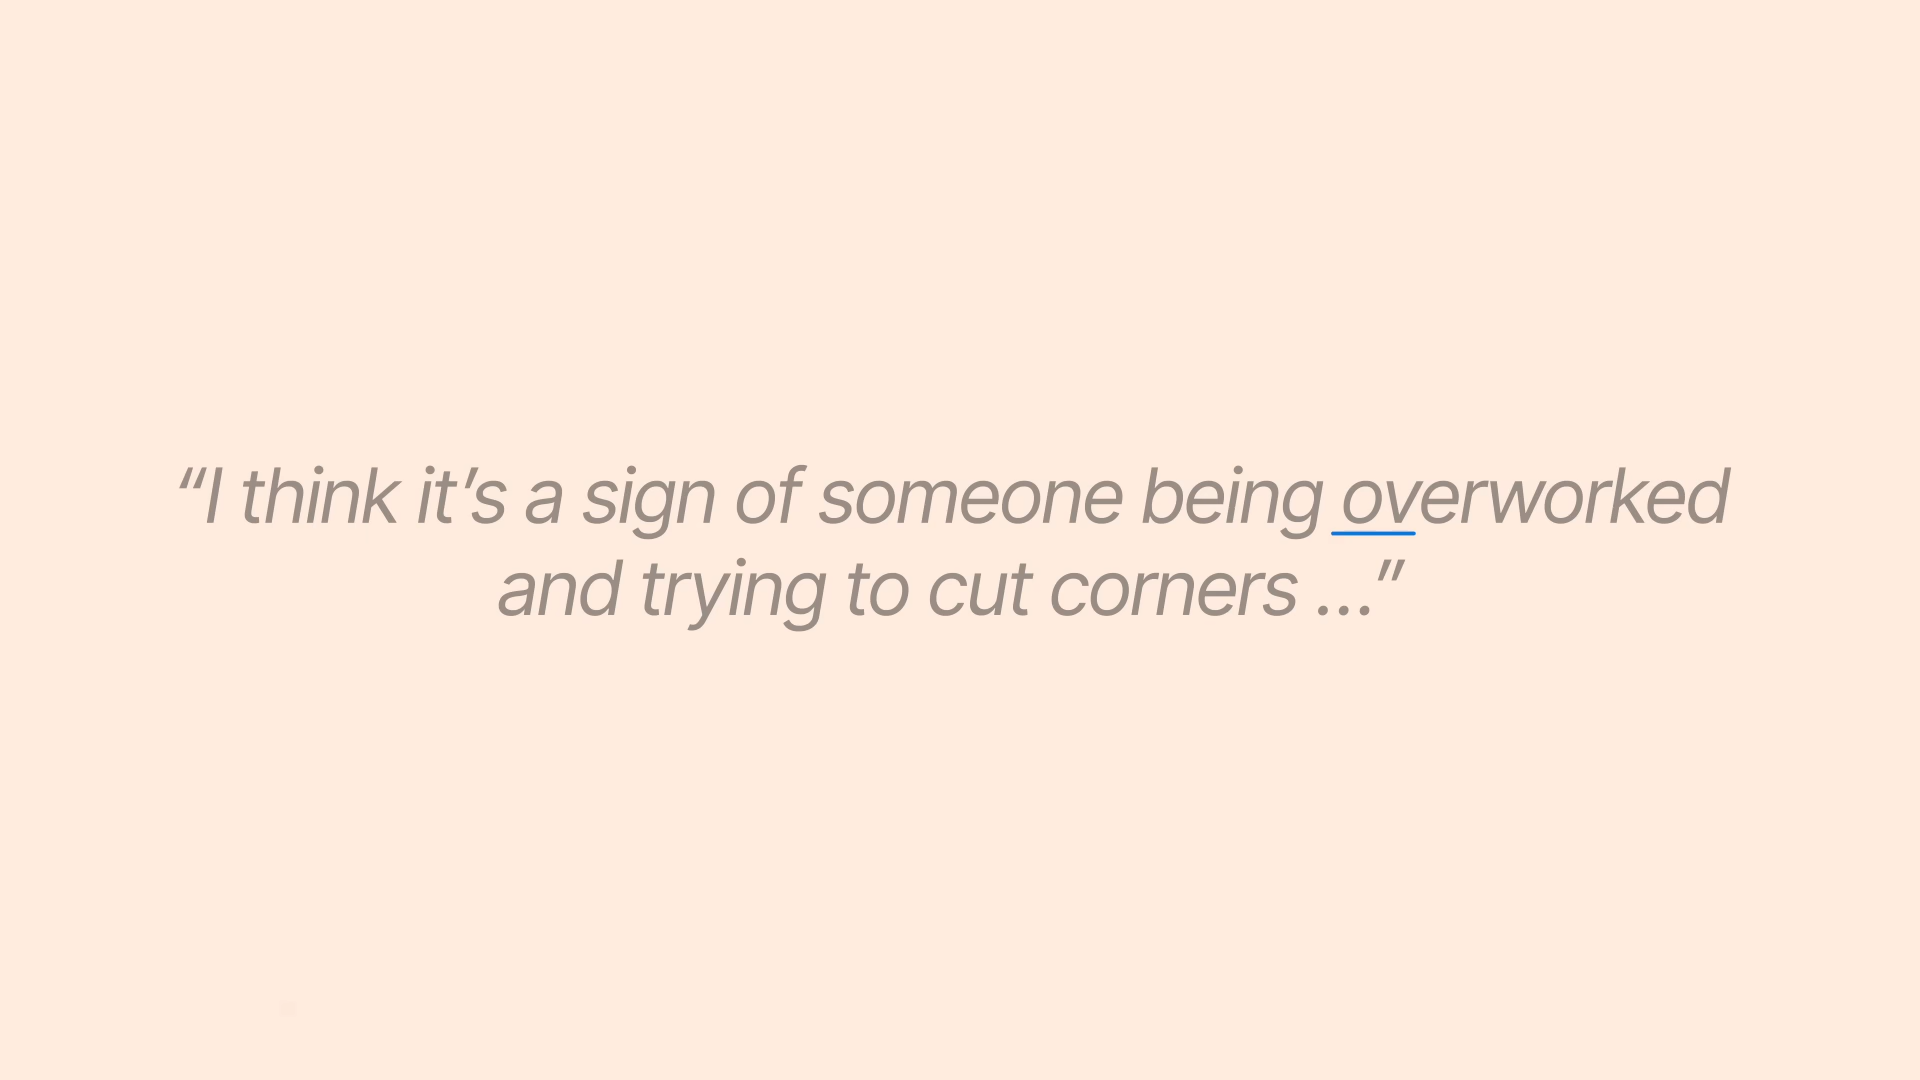 “I think it’s a sign of someone being overworked
and trying to cut corners ...”